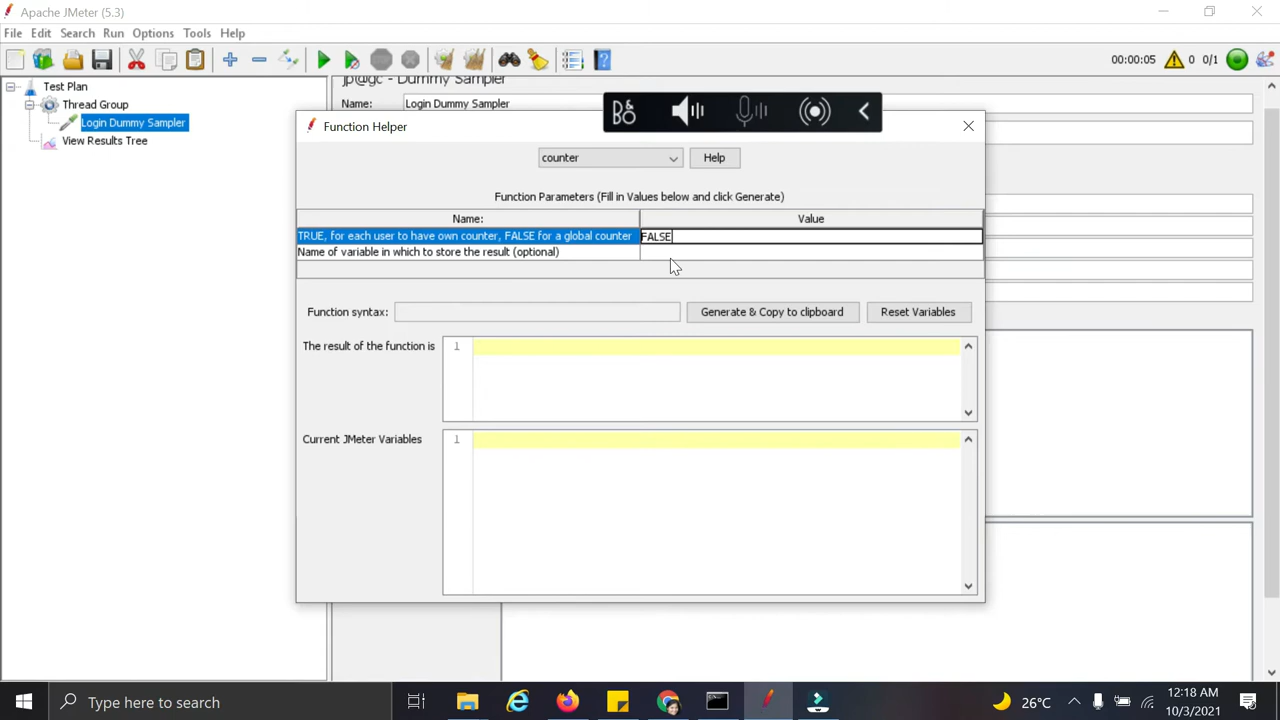 Apache JMeter (5.3)
File Edit Search Run Options Tools Help
00:00:05 0 0/1
Test Plan
Thread Group
Login Dummy Sampler
View Results Tree
jp@gc - Dummy Sampler
Name: Login Dummy Sampler
Function Helper
counter Help
Function Parameters (Fill in Values below and click Generate)
Name: Value
TRUE, for each user to have own counter, FALSE for a global counter FALSE
Name of variable in which to store the result (optional)
Function syntax: Generate & Copy to clipboard Reset Variables
The result of the function is 1
Current JMeter Variables 1
Type here to search
26°C
12:18 AM
10/3/2021